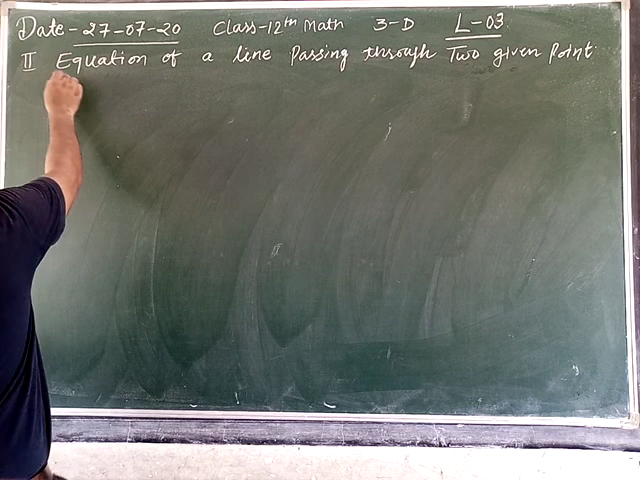 Date-27-07-20 Class-12th Math 3-D L-03
II Equation of a line Passing through Two given Point.